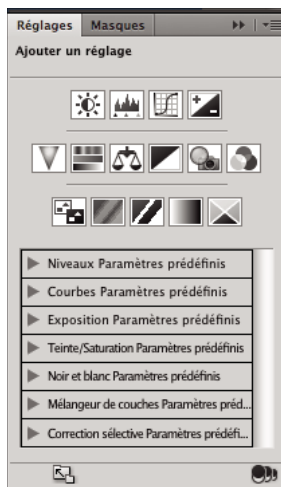 Réglages Masques
Ajouter un réglage
Niveaux Paramètres prédéfinis
Courbes Paramètres prédéfinis
Exposition Paramètres prédéfinis
Teinte/Saturation Paramètres prédéfinis
Noir et blanc Paramètres prédéfinis
Mélangeur de couches Paramètres préd...
Correction sélective Paramètres prédéfi...